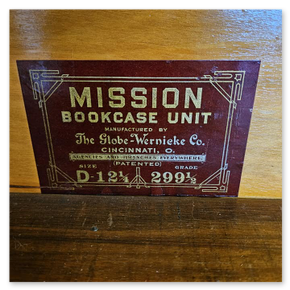 MISSION
BOOKCASE UNIT
MANUFACTURED BY
The Globe-Wernicke Co.
CINCINNATI, O.
AGENCIES AND BRANCHES EVERYWHERE
(PATENTED)
SIZE GRADE
D-12¼ 299½